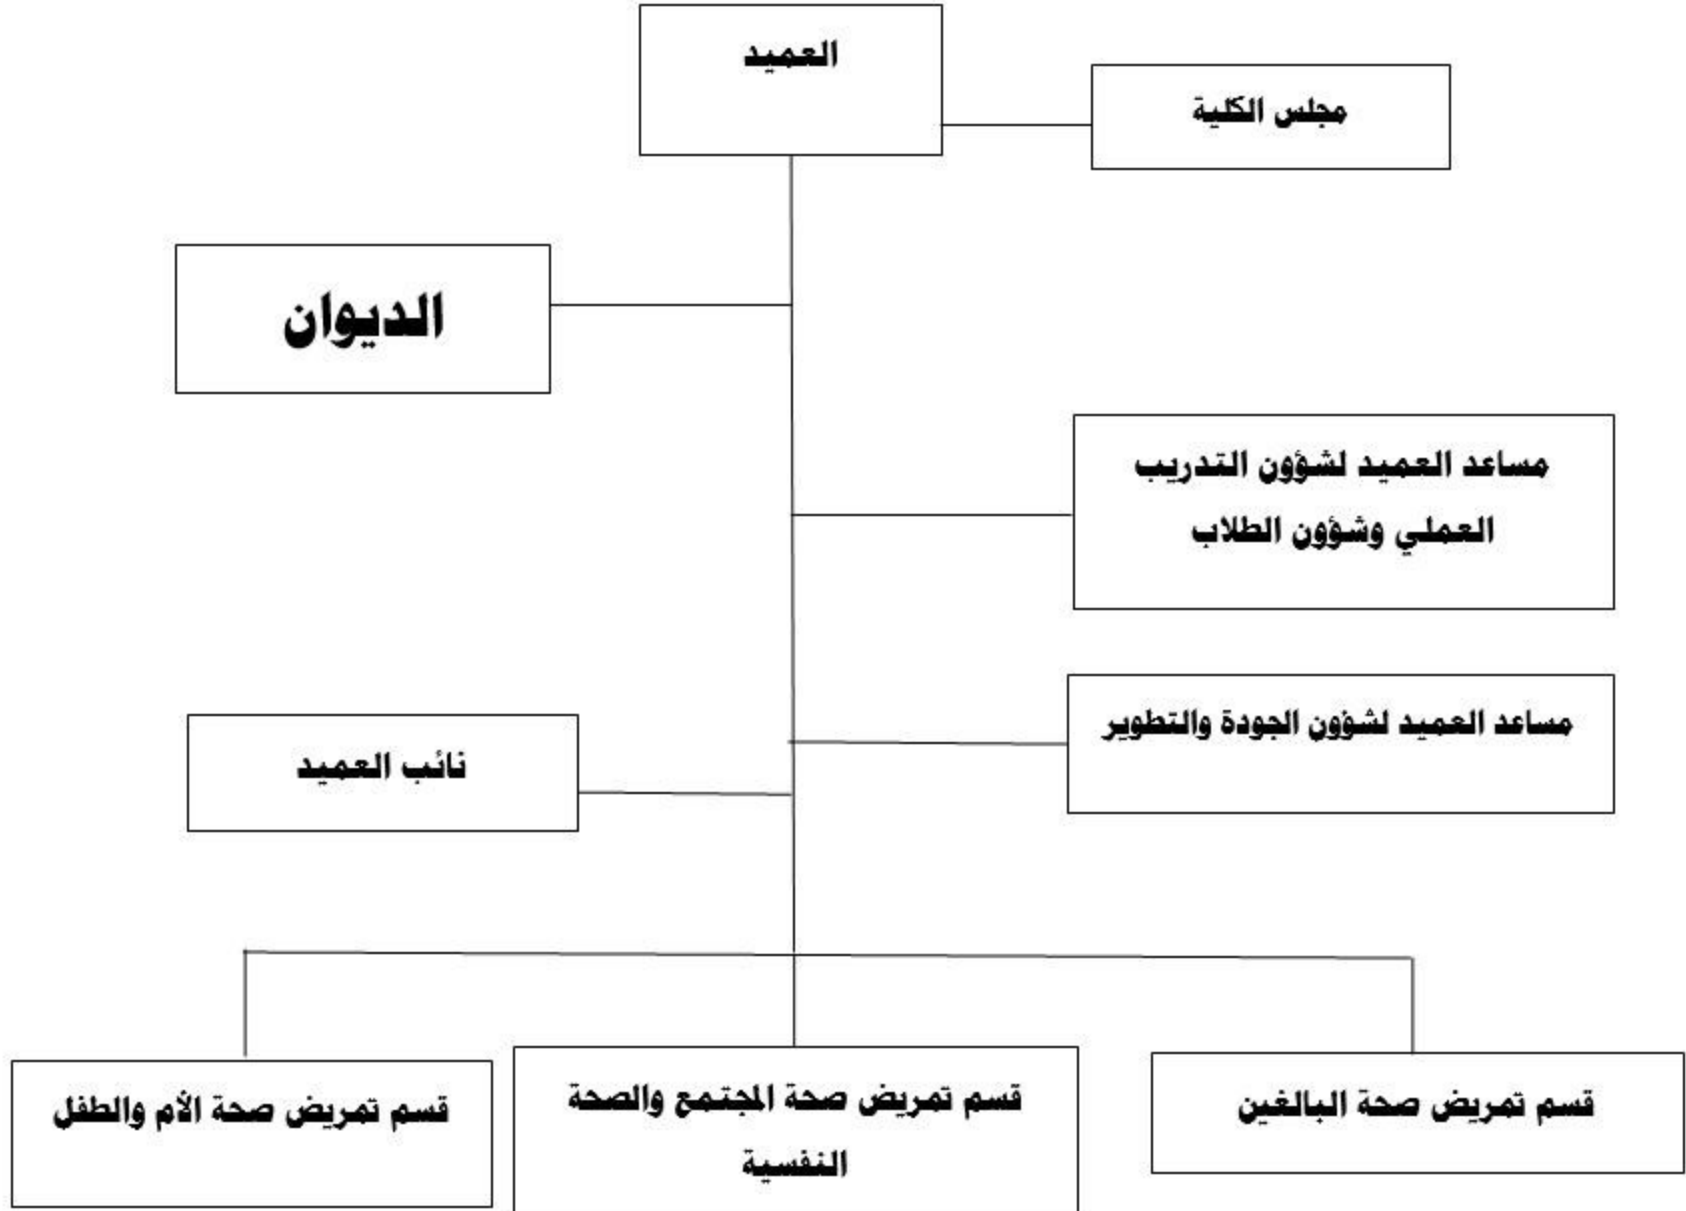 العميد
مجلس الكلية
الديوان
مساعد العميد لشؤون التدريب
العملي وشؤون الطلاب
مساعد العميد لشؤون الجودة والتطوير
نائب العميد
قسم تمريض صحة البالغين
قسم تمريض صحة المجتمع والصحة
النفسية
قسم تمريض صحة الأم والطفل